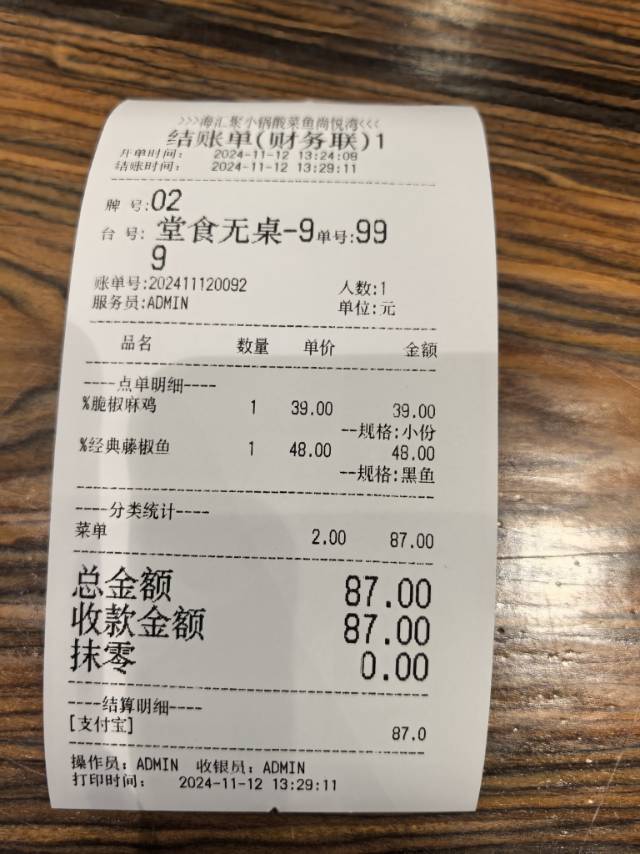 >>>海汇聚小锅酸菜鱼尚悦湾<<<
结账单(财务联)1
开单时间: 2024-11-12 13:24:09
结账时间: 2024-11-12 13:29:11
牌 号:02
台 号: 堂食无桌-9单号:99
9
账单号:202411120092 人数:1
服务员:ADMIN 单位:元
品名 数量 单价 金额
----点单明细----
%脆椒麻鸡 1 39.00 39.00
--规格:小份
%经典藤椒鱼 1 48.00 48.00
--规格:黑鱼
----分类统计----
菜单 2.00 87.00
总金额 87.00
收款金额 87.00
抹零 0.00
----结算明细----
[支付宝] 87.0
操作员: ADMIN 收银员: ADMIN
打印时间: 2024-11-12 13:29:11